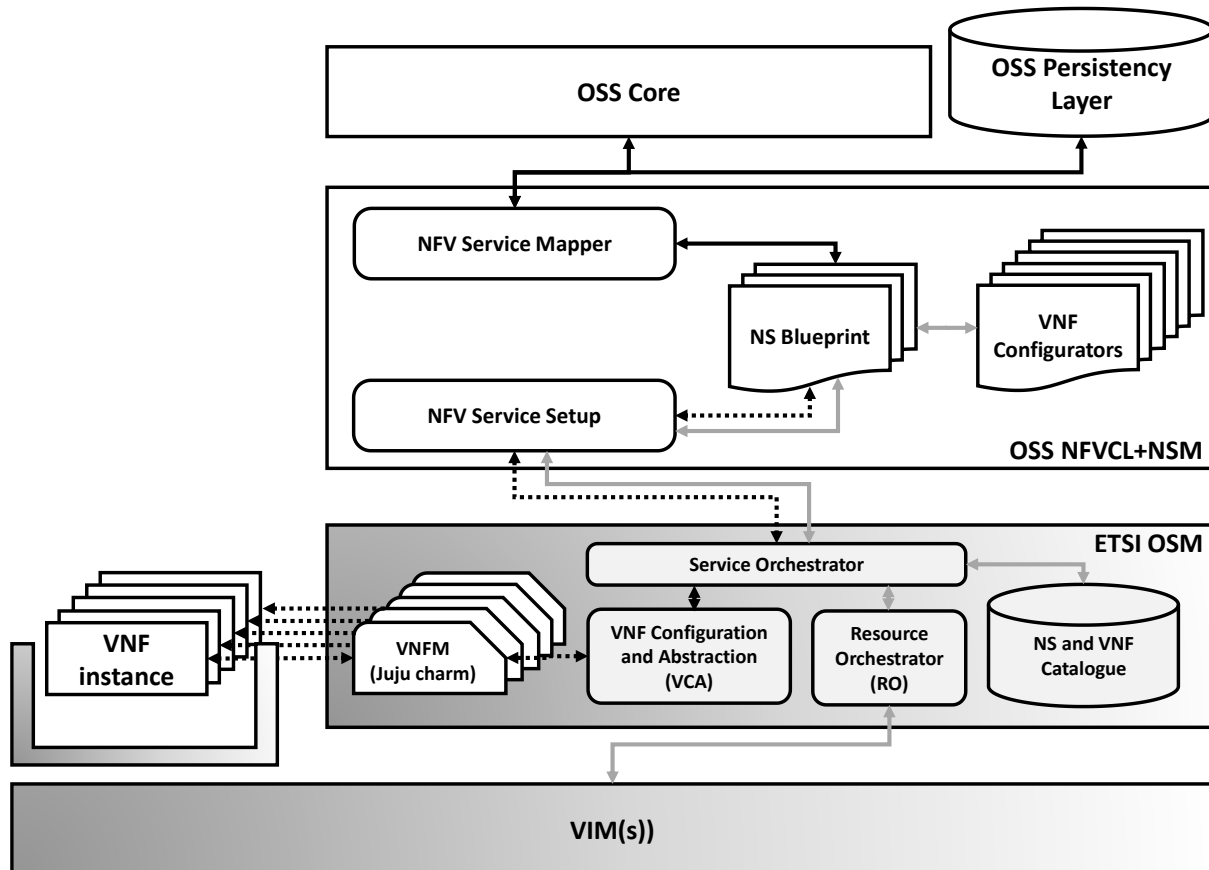 OSS Core
OSS Persistency
Layer
NFV Service Mapper
NS Blueprint
VNF
Configurators
NFV Service Setup
OSS NFVCL+NSM
ETSI OSM
Service Orchestrator
VNF
instance
VNFM
(Juju charm)
VNF Configuration
and Abstraction
(VCA)
Resource
Orchestrator
(RO)
NS and VNF
Catalogue
VIM(s))